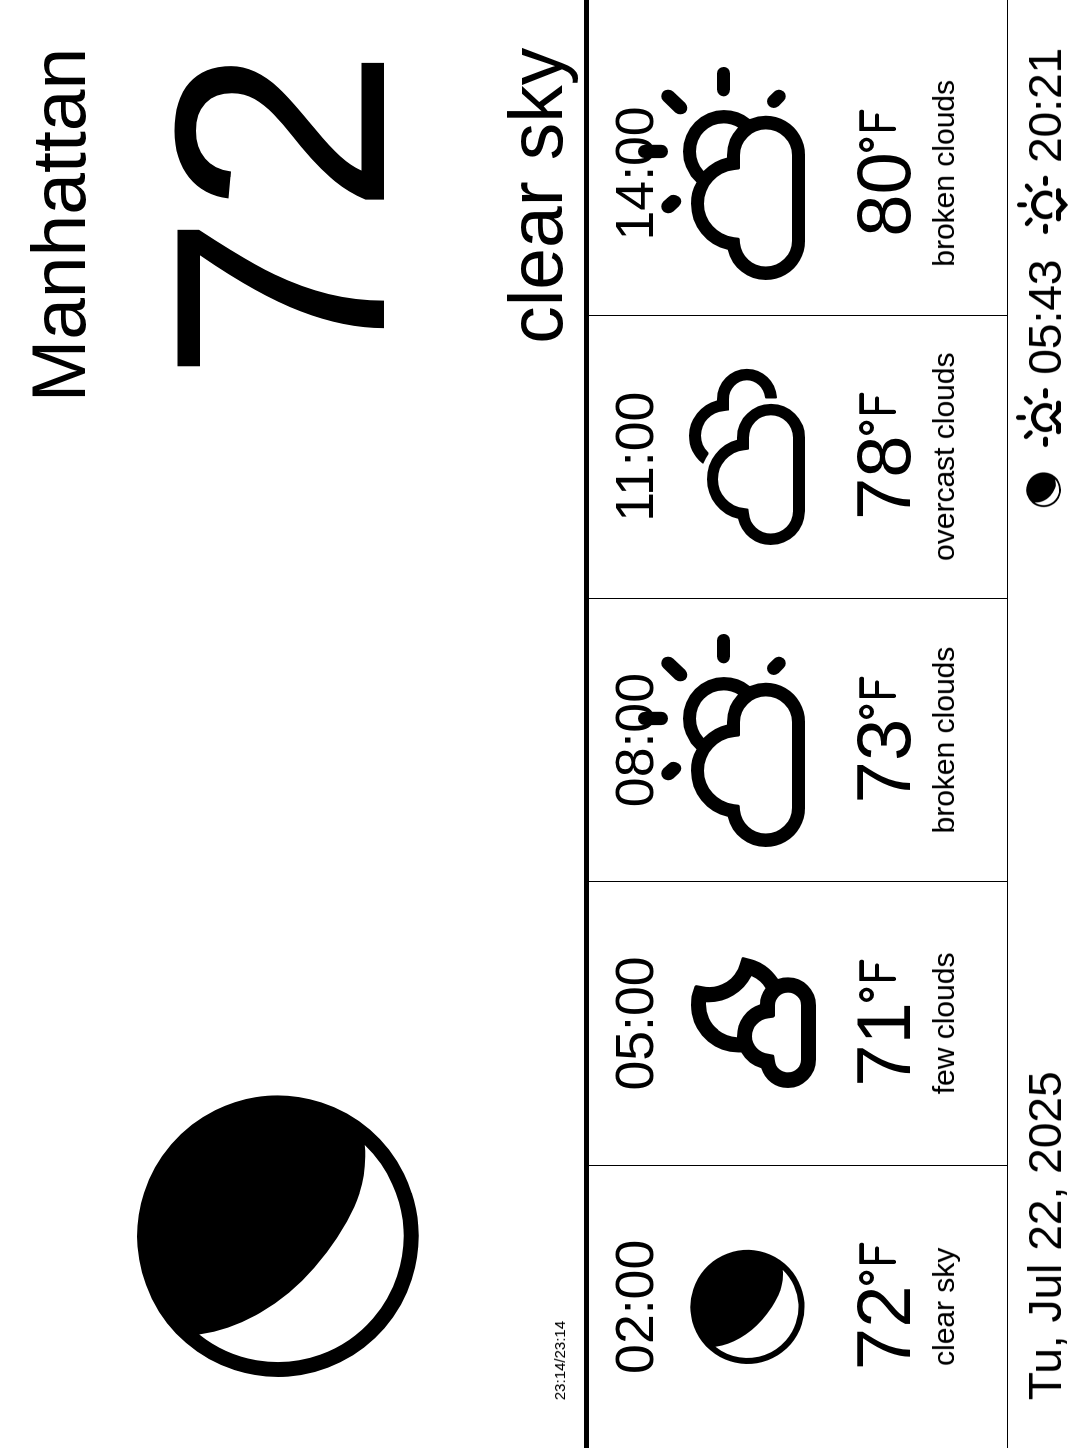 Manhattan
72
clear sky
23:14/23:14
02:00
72°F
clear sky
05:00
71°F
few clouds
08:00
73°F
broken clouds
11:00
78°F
overcast clouds
14:00
80°F
broken clouds
Tu, Jul 22, 2025
05:43 20:21